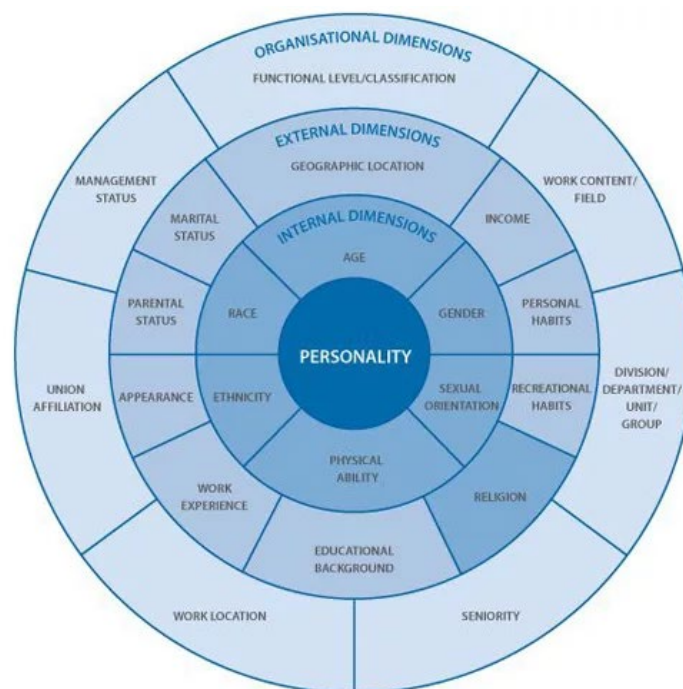 ORGANISATIONAL DIMENSIONS
FUNCTIONAL LEVEL/CLASSIFICATION
WORK CONTENT/
FIELD
DIVISION/
DEPARTMENT/
UNIT/
GROUP
SENIORITY
WORK LOCATION
UNION
AFFILIATION
MANAGEMENT
STATUS
EXTERNAL DIMENSIONS
GEOGRAPHIC LOCATION
INCOME
PERSONAL
HABITS
RECREATIONAL
HABITS
RELIGION
EDUCATIONAL
BACKGROUND
WORK
EXPERIENCE
APPEARANCE
PARENTAL
STATUS
MARITAL
STATUS
INTERNAL DIMENSIONS
AGE
GENDER
SEXUAL
ORIENTATION
PHYSICAL
ABILITY
ETHNICITY
RACE
PERSONALITY